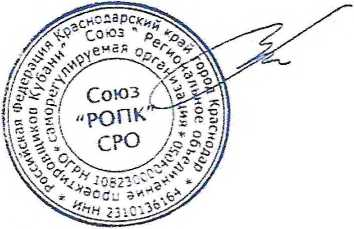 * Российская Федерация Краснодарский край город Краснодар *
ИНН 2310136164
Союз "Региональное объединение проектировщиков Кубани"
саморегулируемая организация * ОГРН 1082300004050
Союз
"РОПК"
СРО